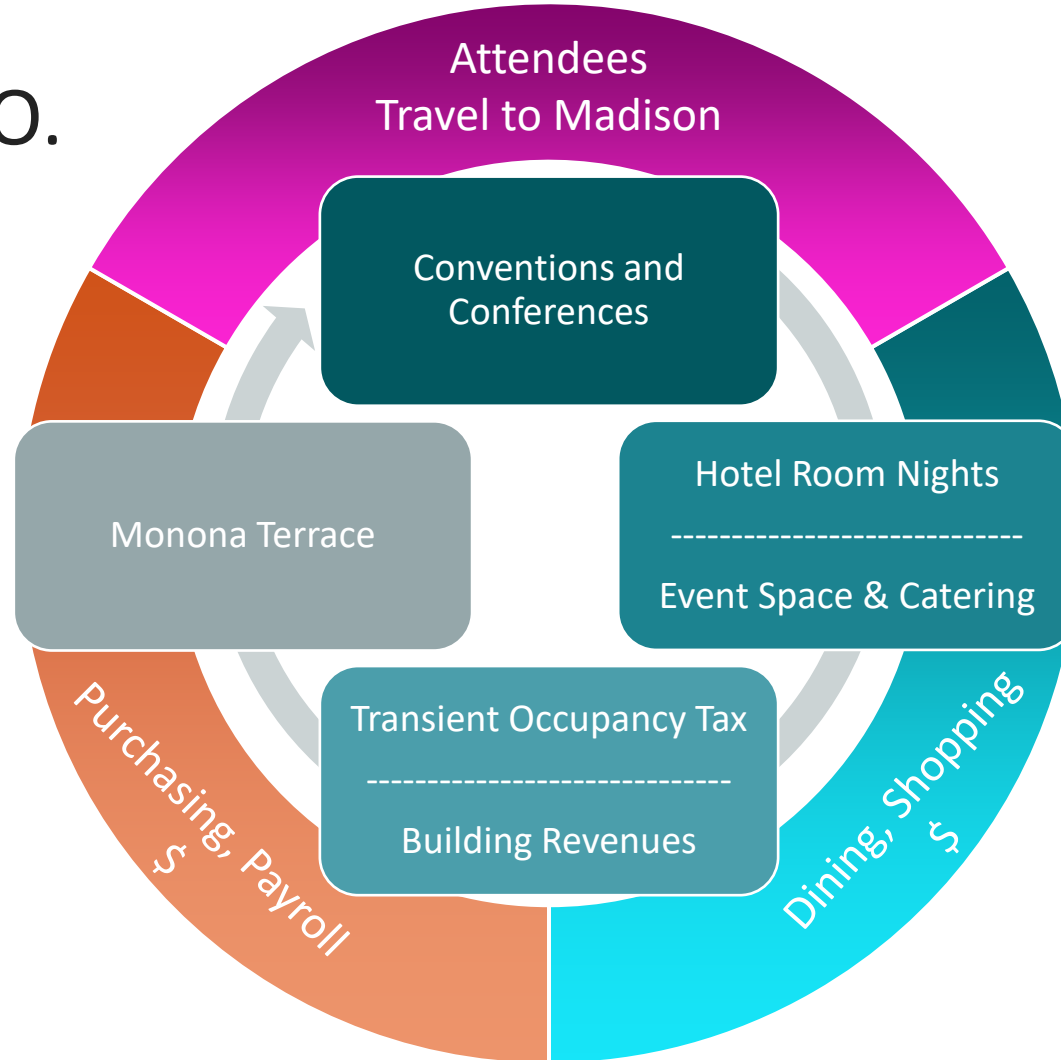 o.
Attendees
Travel to Madison
Conventions and
Conferences
Hotel Room Nights
-----------------------------
Event Space & Catering
Monona Terrace
Transient Occupancy Tax
------------------------------
Building Revenues
Purchasing, Payroll
$
Dining, Shopping
$